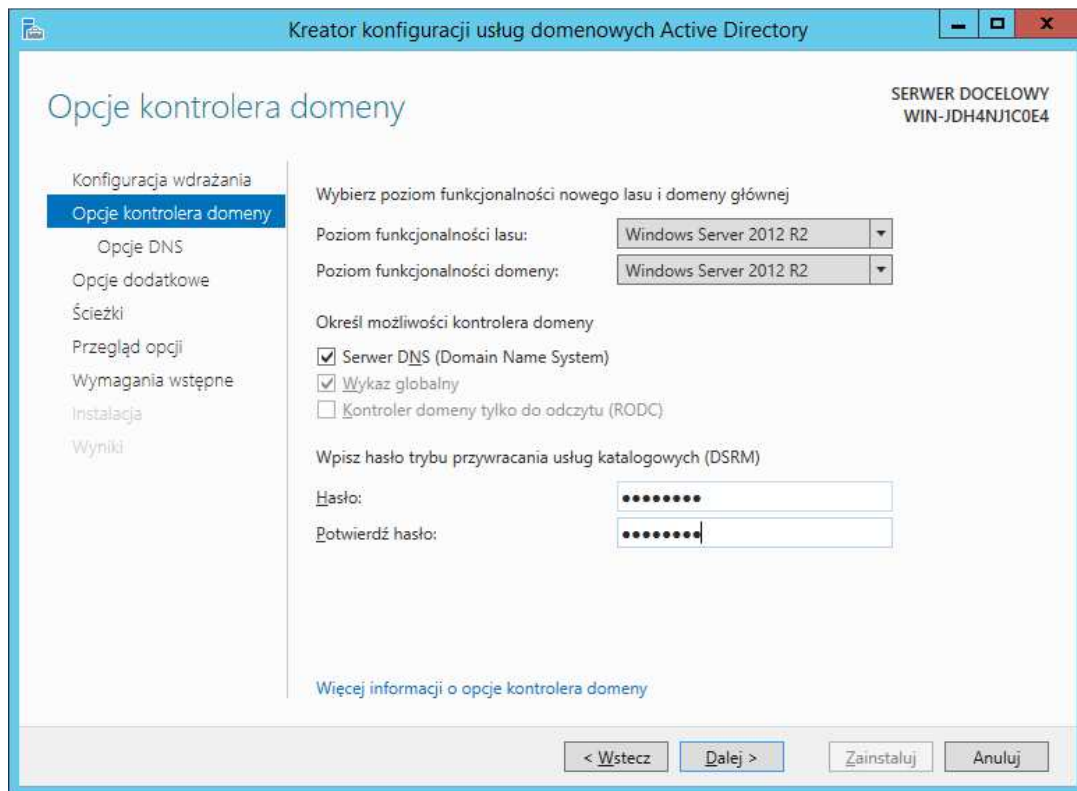 Kreator konfiguracji usług domenowych Active Directory
Opcje kontrolera domeny
SERWER DOCELOWY
WIN-JDH4NJ1C0E4
Konfiguracja wdrażania
Opcje kontrolera domeny
Opcje DNS
Opcje dodatkowe
Ścieżki
Przegląd opcji
Wymagania wstępne
Instalacja
Wyniki
Wybierz poziom funkcjonalności nowego lasu i domeny głównej
Poziom funkcjonalności lasu: Windows Server 2012 R2
Poziom funkcjonalności domeny: Windows Server 2012 R2
Określ możliwości kontrolera domeny
Serwer DNS (Domain Name System)
Wykaz globalny
Kontroler domeny tylko do odczytu (RODC)
Wpisz hasło trybu przywracania usług katalogowych (DSRM)
Hasło: ●●●●●●●●
Potwierdź hasło: ●●●●●●●●
Więcej informacji o opcje kontrolera domeny
< Wstecz Dalej > Zainstaluj Anuluj